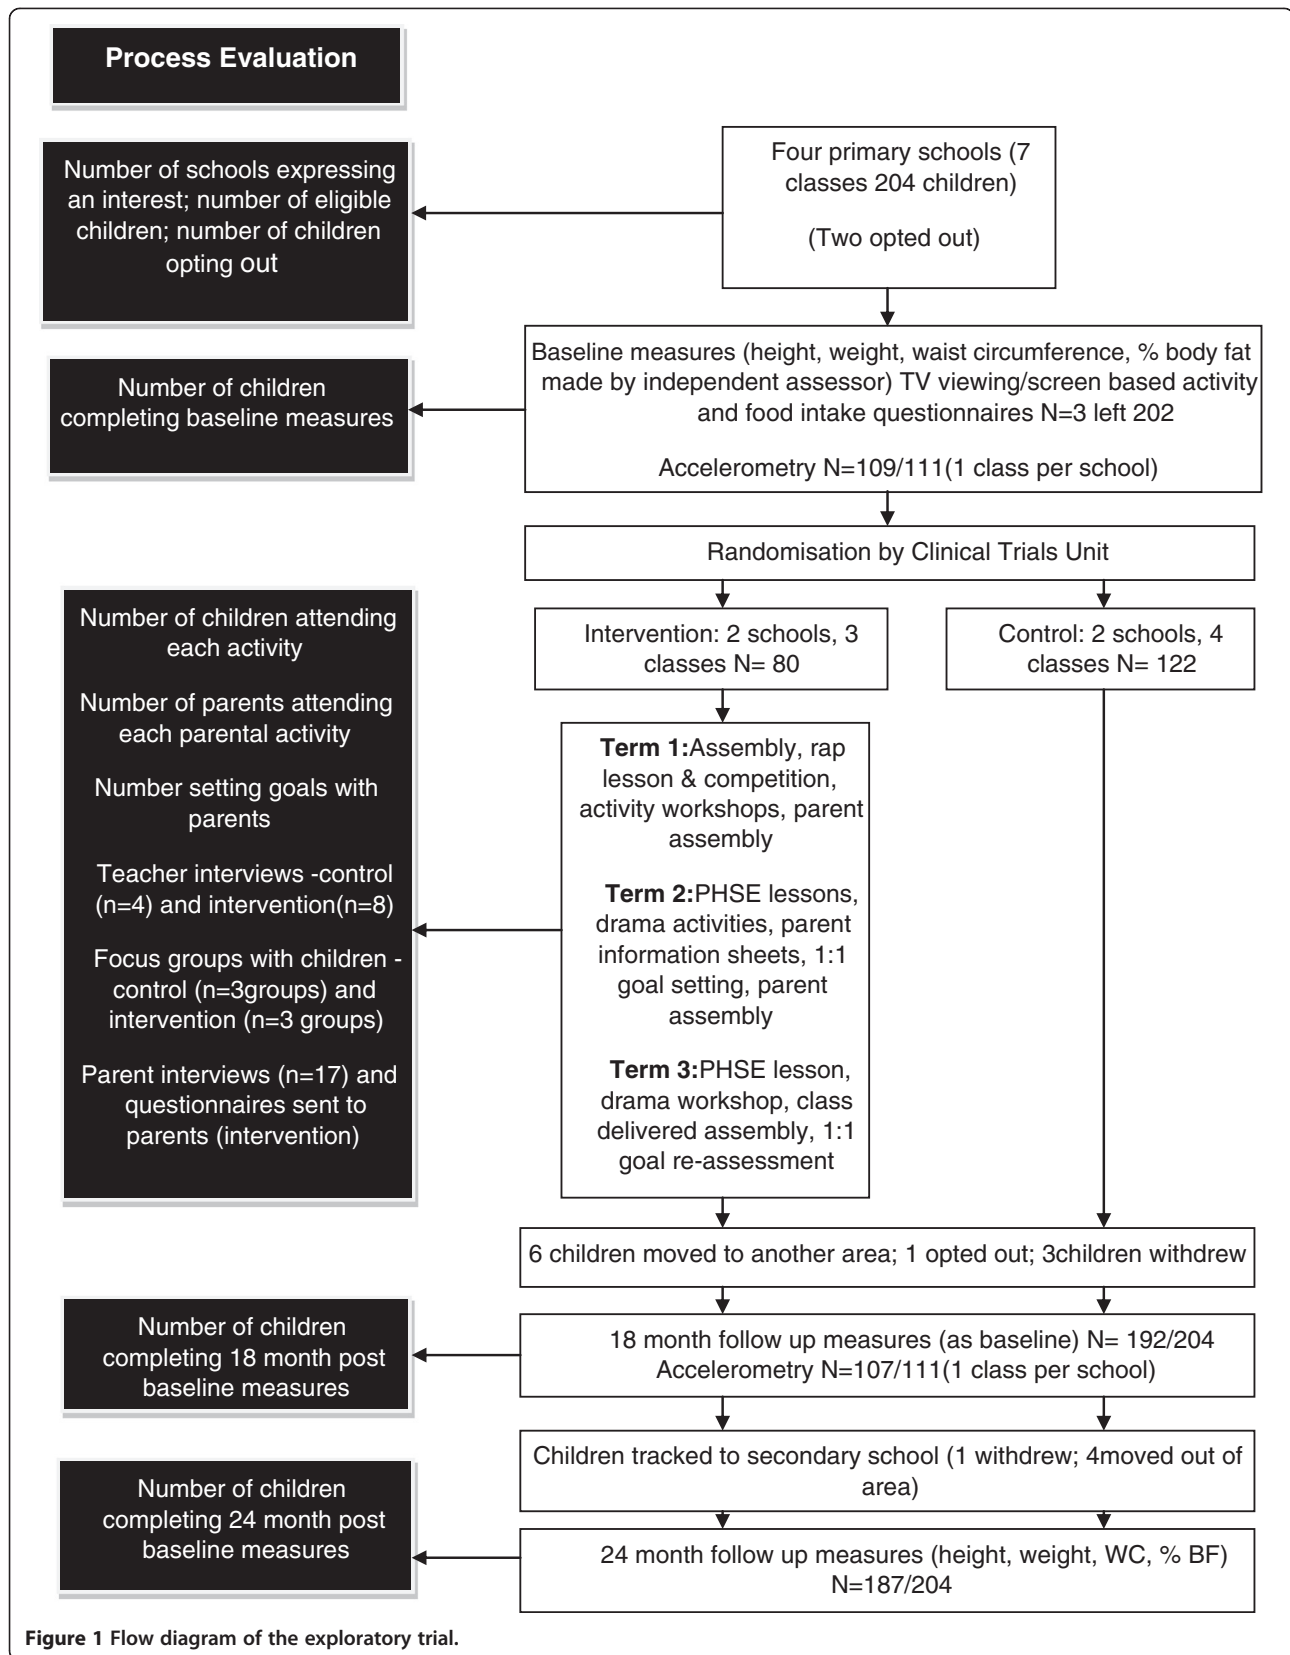 Process Evaluation
Number of schools expressing
an interest; number of eligible
children; number of children
opting out
Four primary schools (7
classes 204 children)
(Two opted out)
Number of children
completing baseline measures
Baseline measures (height, weight, waist circumference, % body fat
made by independent assessor) TV viewing/screen based activity
and food intake questionnaires N=3 left 202
Accelerometry N=109/111(1 class per school)
Randomisation by Clinical Trials Unit
Intervention: 2 schools, 3
classes N= 80
Control: 2 schools, 4
classes N= 122
Number of children attending
each activity
Number of parents attending
each parental activity
Number setting goals with
parents
Teacher interviews -control
(n=4) and intervention(n=8)
Focus groups with children -
control (n=3groups) and
intervention (n=3 groups)
Parent interviews (n=17) and
questionnaires sent to
parents (intervention)
Term 1:Assembly, rap
lesson & competition,
activity workshops, parent
assembly
Term 2:PHSE lessons,
drama activities, parent
information sheets, 1:1
goal setting, parent
assembly
Term 3:PHSE lesson,
drama workshop, class
delivered assembly, 1:1
goal re-assessment
6 children moved to another area; 1 opted out; 3children withdrew
Number of children
completing 18 month post
baseline measures
18 month follow up measures (as baseline) N= 192/204
Accelerometry N=107/111(1 class per school)
Children tracked to secondary school (1 withdrew; 4moved out of
area)
Number of children
completing 24 month post
baseline measures
24 month follow up measures (height, weight, WC, % BF)
N=187/204
Figure 1 Flow diagram of the exploratory trial.